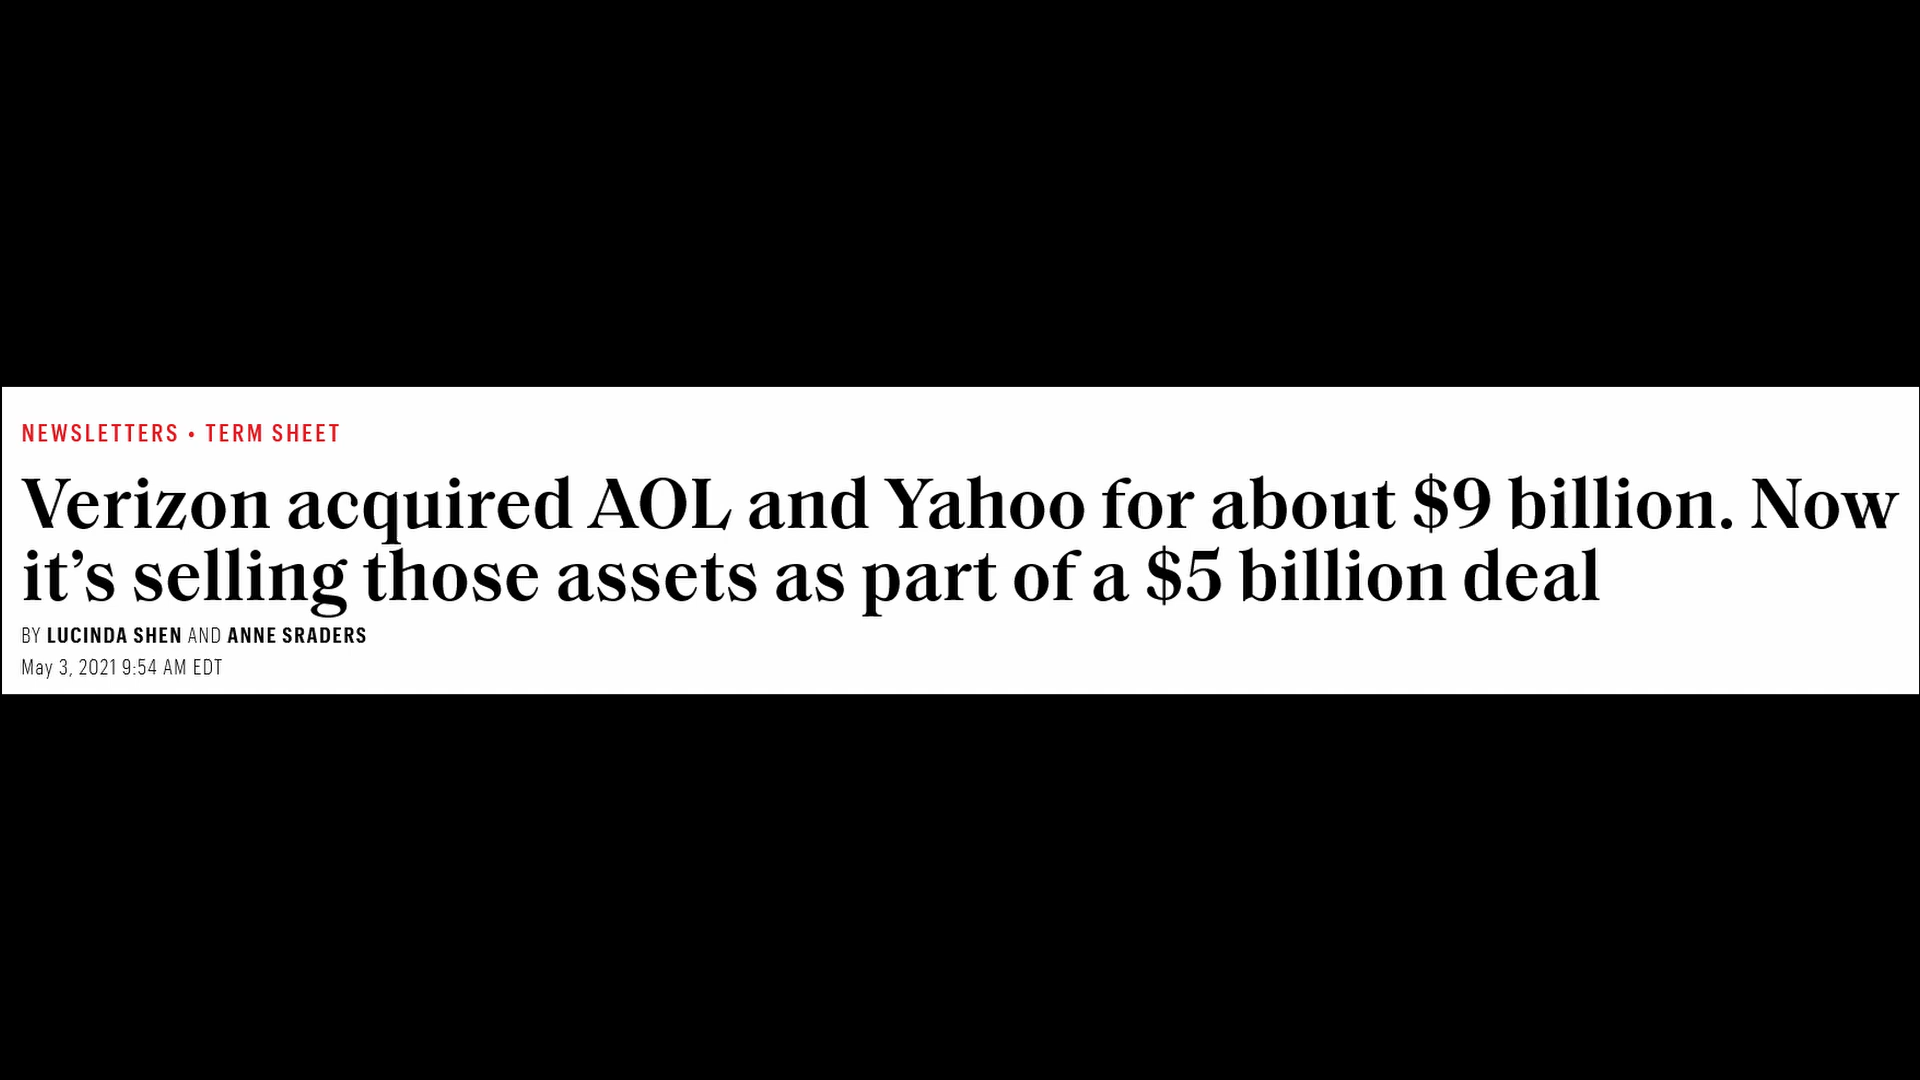 NEWSLETTERS • TERM SHEET
Verizon acquired AOL and Yahoo for about $9 billion. Now
it’s selling those assets as part of a $5 billion deal
BY LUCINDA SHEN AND ANNE SRADERS
May 3, 2021 9:54 AM EDT